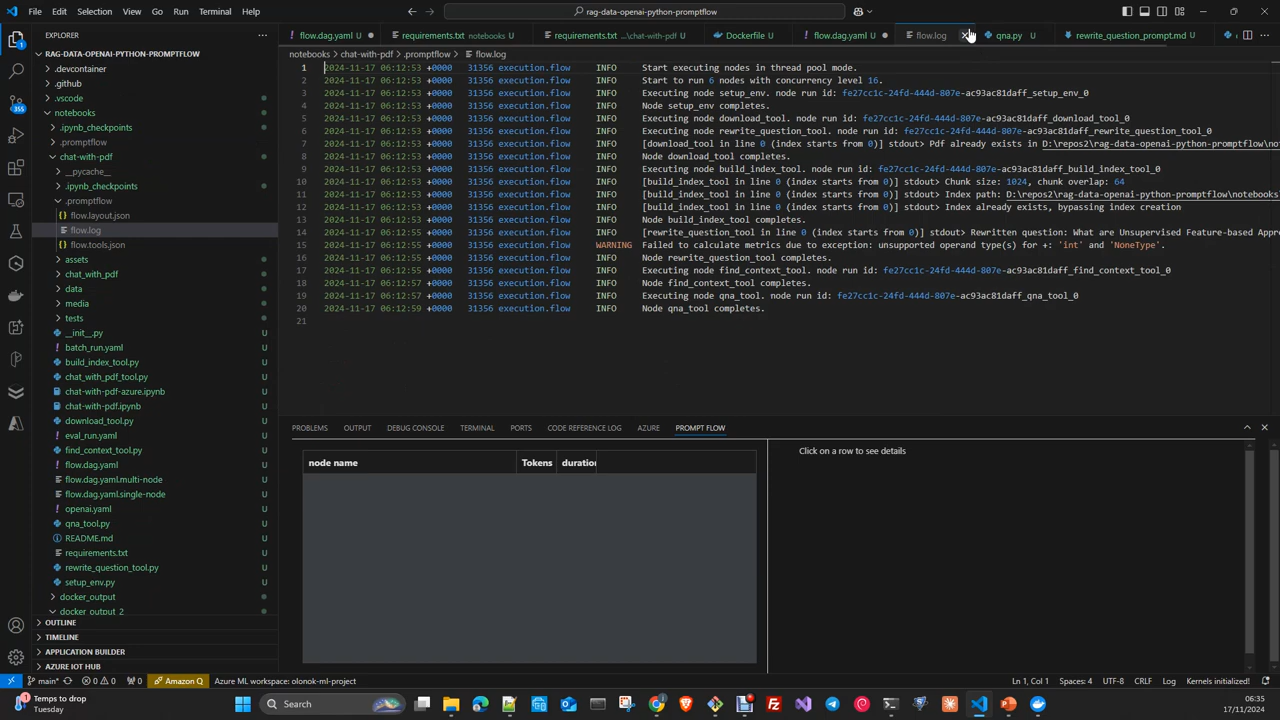 File Edit Selection View Go Run Terminal Help
rag-data-openai-python-promptflow
EXPLORER
flow.dag.yaml U
requirements.txt notebooks U
requirements.txt ...\chat-with-pdf U
Dockerfile U
flow.dag.yaml U
flow.log
qna.py U
rewrite_question_prompt.md U
notebooks > chat-with-pdf > .promptflow > flow.log
RAG-DATA-OPENAI-PYTHON-PROMPTFLOW
.devcontainer
.github
.vscode
notebooks
.ipynb_checkpoints
.promptflow
chat-with-pdf
__pycache__
.ipynb_checkpoints
.promptflow
flow.layout.json
flow.log
flow.tools.json
assets
chat_with_pdf
data
media
tests
__init__.py U
batch_run.yaml U
build_index_tool.py U
chat_with_pdf_tool.py U
chat-with-pdf-azure.ipynb U
chat-with-pdf.ipynb U
download_tool.py U
eval_run.yaml U
find_context_tool.py U
flow.dag.yaml U
flow.dag.yaml.multi-node U
flow.dag.yaml.single-node U
openai.yaml U
qna_tool.py U
README.md U
requirements.txt U
rewrite_question_tool.py U
setup_env.py U
docker_output
docker_output_2
OUTLINE
TIMELINE
APPLICATION BUILDER
AZURE IOT HUB
355
1 2024-11-17 06:12:53 +0000 31356 execution.flow INFO Start executing nodes in thread pool mode.
2 2024-11-17 06:12:53 +0000 31356 execution.flow INFO Start to run 6 nodes with concurrency level 16.
3 2024-11-17 06:12:53 +0000 31356 execution.flow INFO Executing node setup_env. node run id: fe27cc1c-24fd-444d-807e-ac93ac81daff_setup_env_0
4 2024-11-17 06:12:53 +0000 31356 execution.flow INFO Node setup_env completes.
5 2024-11-17 06:12:53 +0000 31356 execution.flow INFO Executing node download_tool. node run id: fe27cc1c-24fd-444d-807e-ac93ac81daff_download_tool_0
6 2024-11-17 06:12:53 +0000 31356 execution.flow INFO Executing node rewrite_question_tool. node run id: fe27cc1c-24fd-444d-807e-ac93ac81daff_rewrite_question_tool_0
7 2024-11-17 06:12:53 +0000 31356 execution.flow INFO [download_tool in line 0 (index starts from 0)] stdout> Pdf already exists in D:\repos2\rag-data-openai-python-promptflow\no
8 2024-11-17 06:12:53 +0000 31356 execution.flow INFO Node download_tool completes.
9 2024-11-17 06:12:53 +0000 31356 execution.flow INFO Executing node build_index_tool. node run id: fe27cc1c-24fd-444d-807e-ac93ac81daff_build_index_tool_0
10 2024-11-17 06:12:53 +0000 31356 execution.flow INFO [build_index_tool in line 0 (index starts from 0)] stdout> Chunk size: 1024, chunk overlap: 64
11 2024-11-17 06:12:53 +0000 31356 execution.flow INFO [build_index_tool in line 0 (index starts from 0)] stdout> Index path: D:\repos2\rag-data-openai-python-promptflow\notebooks
12 2024-11-17 06:12:53 +0000 31356 execution.flow INFO [build_index_tool in line 0 (index starts from 0)] stdout> Index already exists, bypassing index creation
13 2024-11-17 06:12:53 +0000 31356 execution.flow INFO Node build_index_tool completes.
14 2024-11-17 06:12:55 +0000 31356 execution.flow INFO [rewrite_question_tool in line 0 (index starts from 0)] stdout> Rewritten question: What are Unsupervised Feature-based Appro
15 2024-11-17 06:12:55 +0000 31356 execution.flow WARNING Failed to calculate metrics due to exception: unsupported operand type(s) for +: 'int' and 'NoneType'.
16 2024-11-17 06:12:55 +0000 31356 execution.flow INFO Node rewrite_question_tool completes.
17 2024-11-17 06:12:55 +0000 31356 execution.flow INFO Executing node find_context_tool. node run id: fe27cc1c-24fd-444d-807e-ac93ac81daff_find_context_tool_0
18 2024-11-17 06:12:57 +0000 31356 execution.flow INFO Node find_context_tool completes.
19 2024-11-17 06:12:57 +0000 31356 execution.flow INFO Executing node qna_tool. node run id: fe27cc1c-24fd-444d-807e-ac93ac81daff_qna_tool_0
20 2024-11-17 06:12:59 +0000 31356 execution.flow INFO Node qna_tool completes.
21
PROBLEMS OUTPUT DEBUG CONSOLE TERMINAL PORTS CODE REFERENCE LOG AZURE PROMPT FLOW
node name Tokens duration
Click on a row to see details
main* 0 0 0 Amazon Q Azure ML workspace: olonok-ml-project
Ln 1, Col 1 Spaces: 4 UTF-8 CRLF Log Kernels initialized!
1
Temps to drop
Tuesday
Search
06:35
17/11/2024